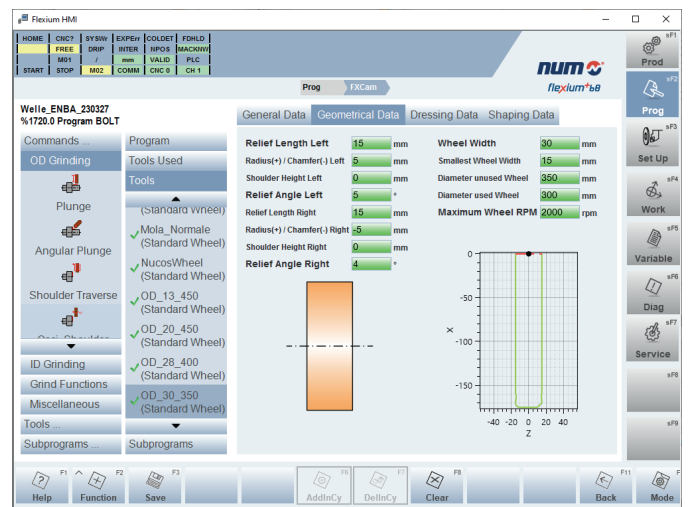 Flexium HMI
HOME CNC? SYSWr EXPErr COLDET FDHLD
FREE DRIP INTER NPOS MACKNW
M01 / mm VALID PLC
START STOP M02 COMM CNC 0 CH 1
num
flexium+68
Prog FXCam
Welle_ENBA_230327
%1720.0 Program BOLT
General Data Geometrical Data Dressing Data Shaping Data
Commands ...
OD Grinding
Plunge
Angular Plunge
Shoulder Traverse
ID Grinding
Grind Functions
Miscellaneous
Tools ...
Subprograms ...
Program
Tools Used
Tools
(Standard Wheel)
Mola_Normale
(Standard Wheel)
NucosWheel
(Standard Wheel)
OD_13_450
(Standard Wheel)
OD_20_450
(Standard Wheel)
OD_28_400
(Standard Wheel)
OD_30_350
(Standard Wheel)
Subprograms
Relief Length Left 15 mm
Radius(+) / Chamfer(-) Left 5 mm
Shoulder Height Left 0 mm
Relief Angle Left 5 °
Relief Length Right 15 mm
Radius(+) / Chamfer(-) Right -5 mm
Shoulder Height Right 0 mm
Relief Angle Right 4 °
Wheel Width 30 mm
Smallest Wheel Width 15 mm
Diameter unused Wheel 350 mm
Diameter used Wheel 300 mm
Maximum Wheel RPM 2000 rpm
0
-50
-100
-150
X
-40 -20 0 20 40
Z
sF1
Prod
sF2
Prog
sF3
Set Up
sF4
Work
sF5
Variable
sF6
Diag
sF7
Service
sF8
sF9
F1
Help
F2
Function
F3
Save
F6
AddInCy
F7
DelInCy
F8
Clear
F11
Back
Mode